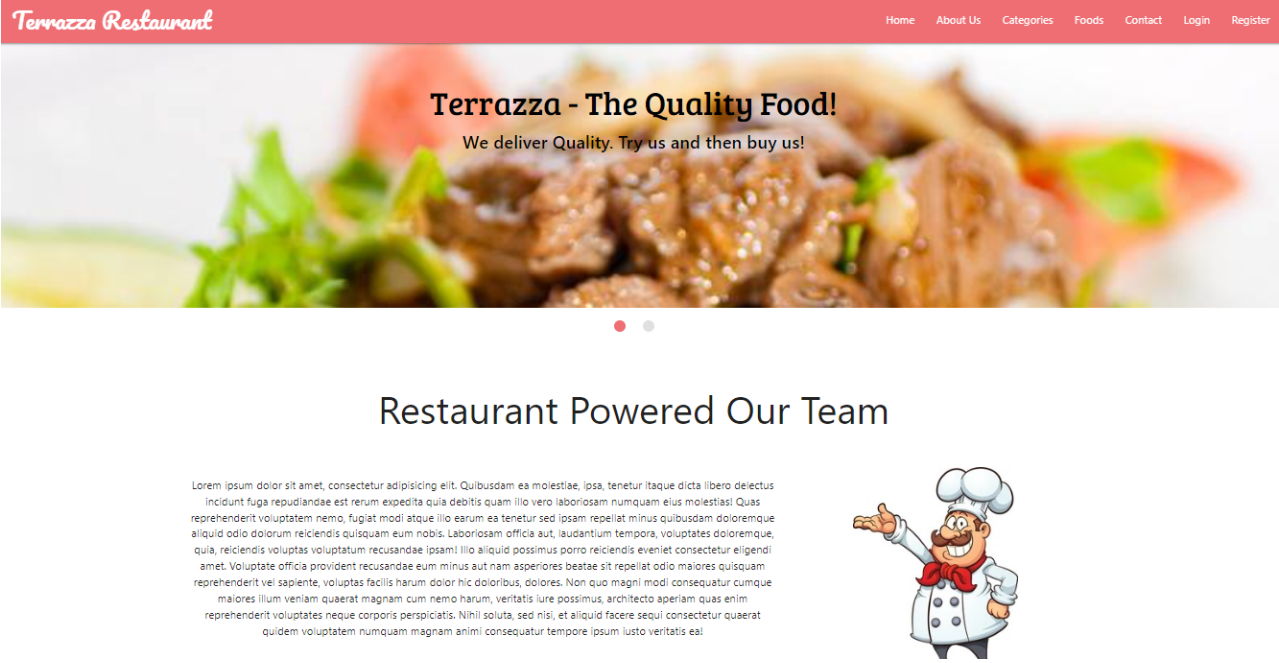 Terrazza Restaurant
Home About Us Categories Foods Contact Login Register
Terrazza - The Quality Food!
We deliver Quality. Try us and then buy us!
Restaurant Powered Our Team
Lorem ipsum dolor sit amet, consectetur adipisicing elit. Quibusdam ea molestiae, ipsa, tenetur itaque dicta libero delectus
incidunt fuga repudiandae est rerum expedita quia debitis quam illo vero laboriosam numquam eius molestias! Quas
reprehenderit voluptatem nemo, fugiat modi atque illo earum ea tenetur sed ipsam repellat minus quibusdam doloremque
aliquid odio dolorum reiciendis quisquam eum nobis. Laboriosam officia aut, laudantium tempora, voluptates doloremque,
quia, reiciendis voluptas voluptatum recusandae ipsam! Illo aliquid possimus porro reiciendis eveniet consectetur eligendi
amet. Voluptate officia provident recusandae eum minus aut nam asperiores beatae sit repellat odio maiores quisquam
reprehenderit vel sapiente, voluptas facilis harum dolor hic doloribus, dolores. Non quo magni modi consequatur cumque
maiores illum veniam quaerat magnam cum nemo harum, veritatis iure possimus, architecto aperiam quas enim
reprehenderit voluptates neque corporis perspiciatis. Nihil soluta, sed nisi, et aliquid facere sequi consectetur quaerat
quidem voluptatem numquam magnam animi consequatur tempore ipsum iusto veritatis ea!